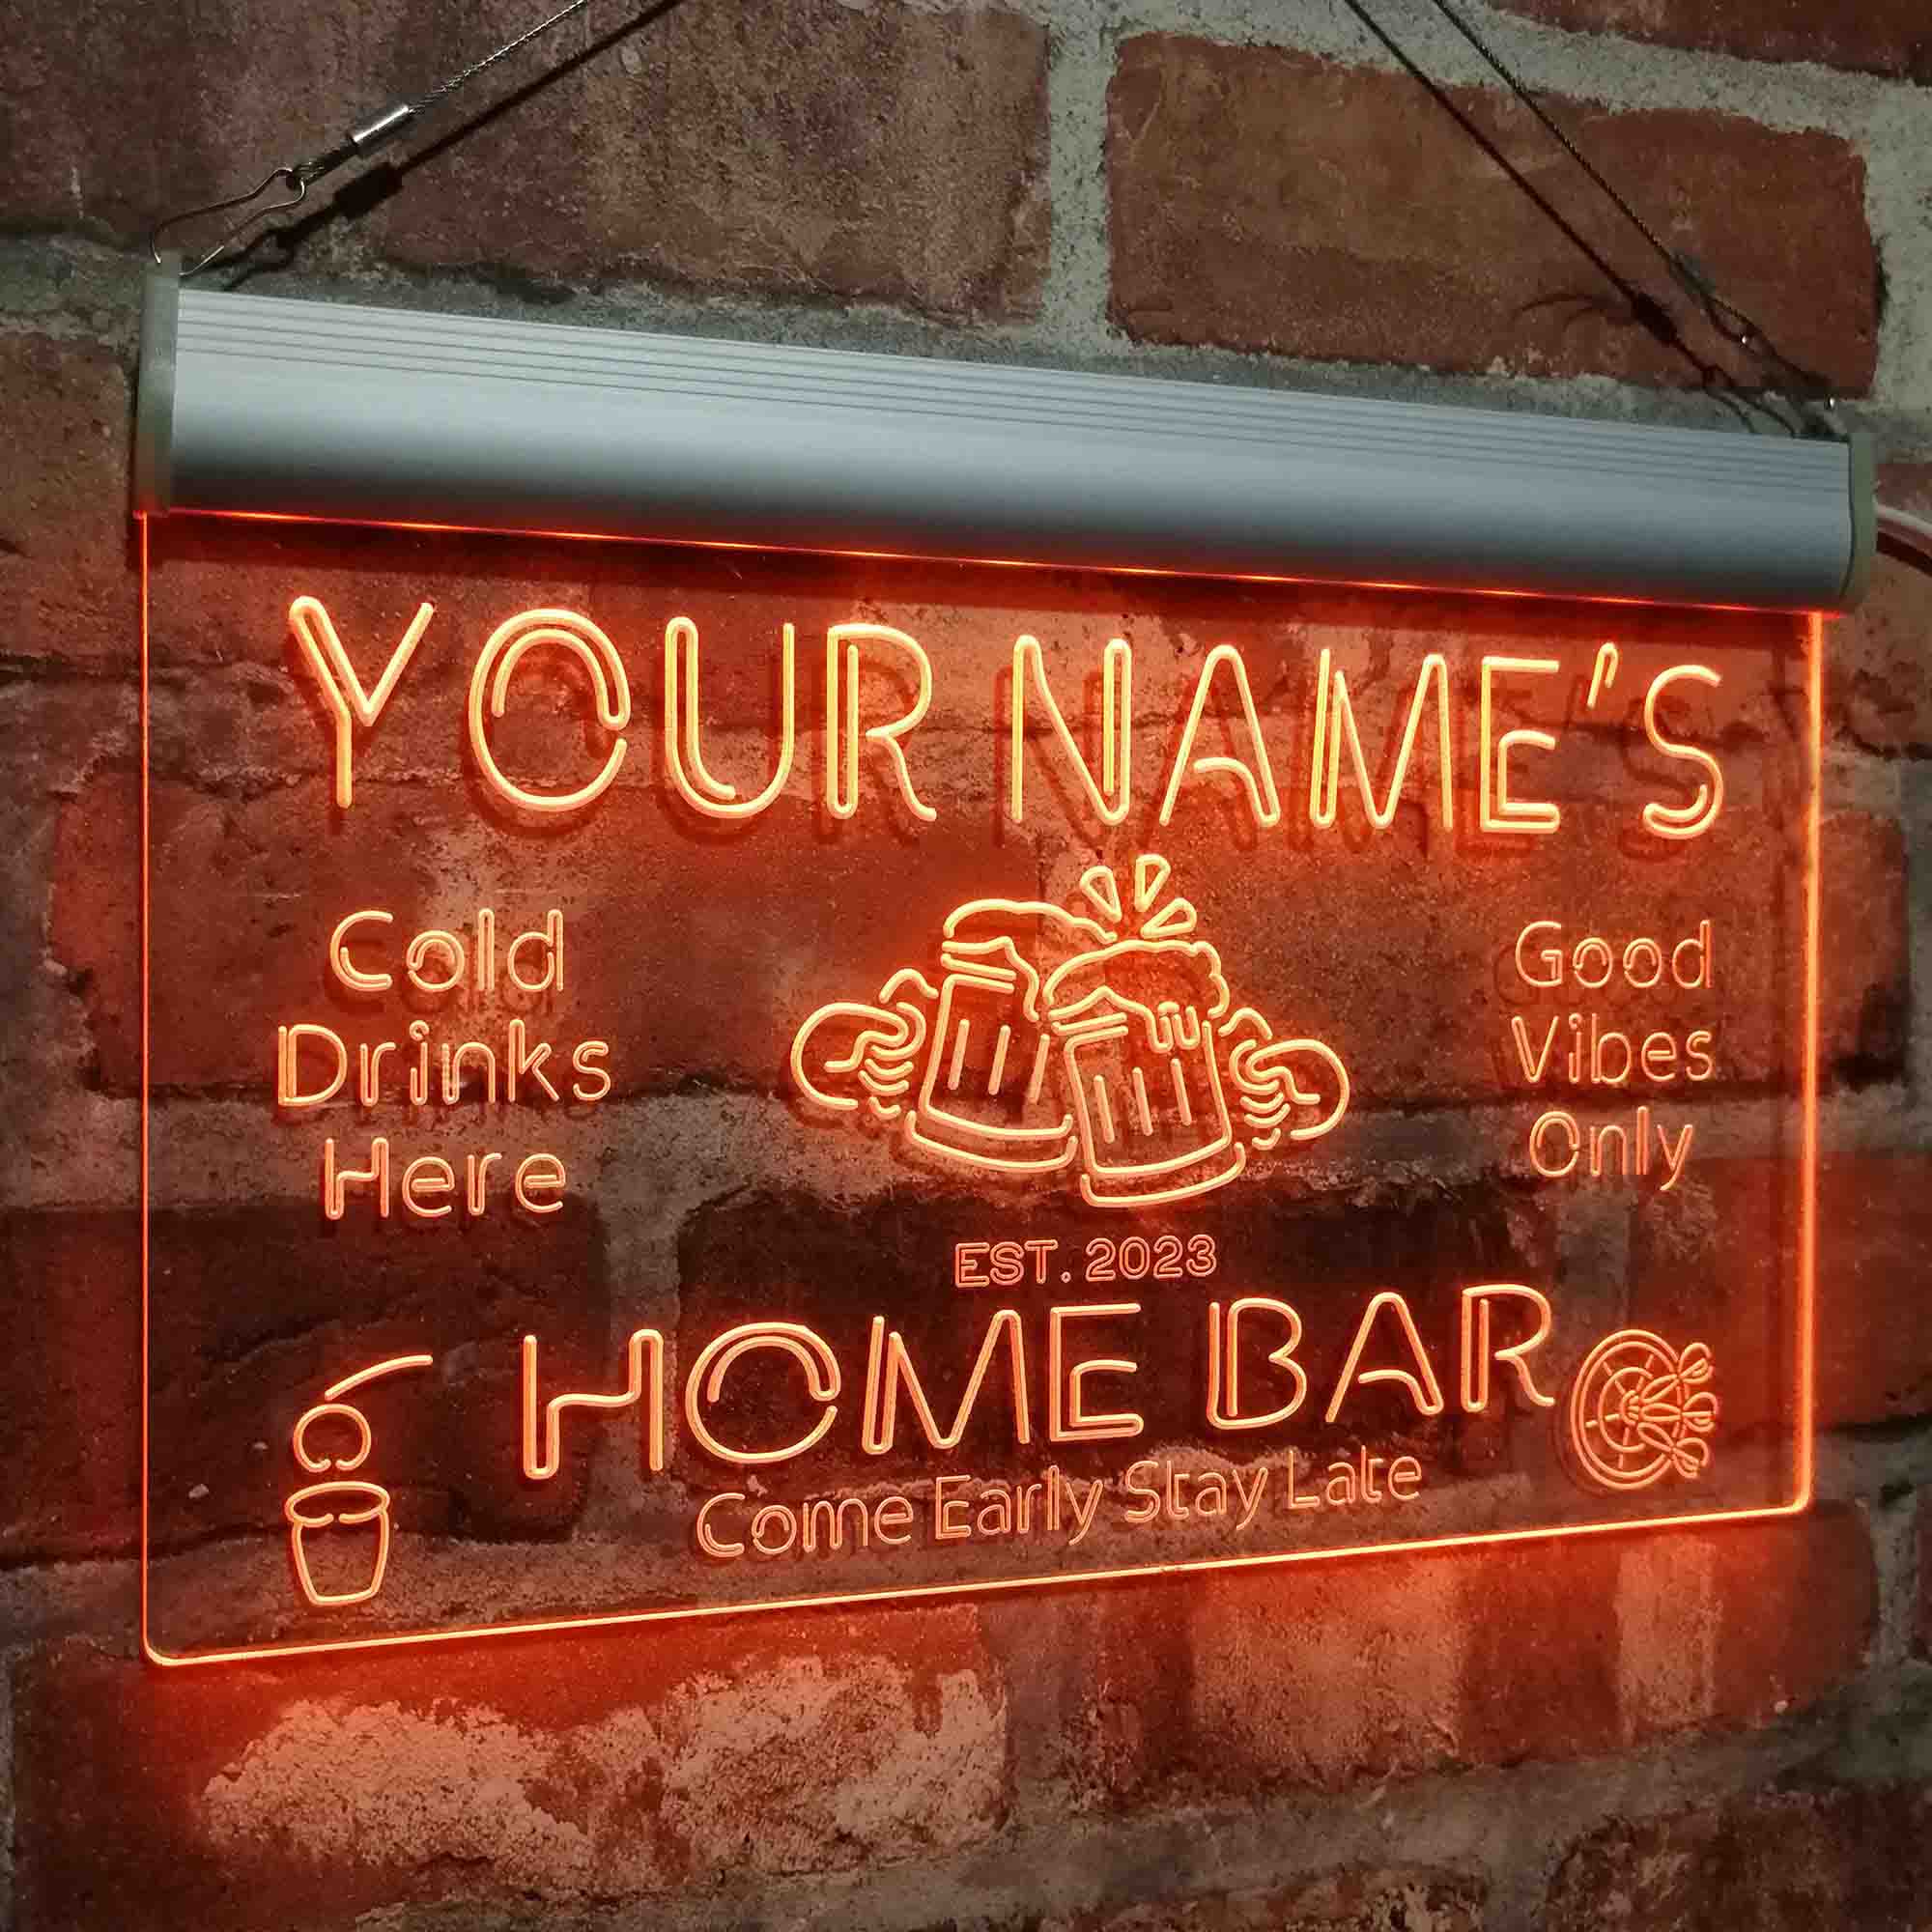 YOUR NAME'S
Cold
Drinks
Here
Good
Vibes
Only
EST. 2023
HOME BAR
Come Early Stay Late